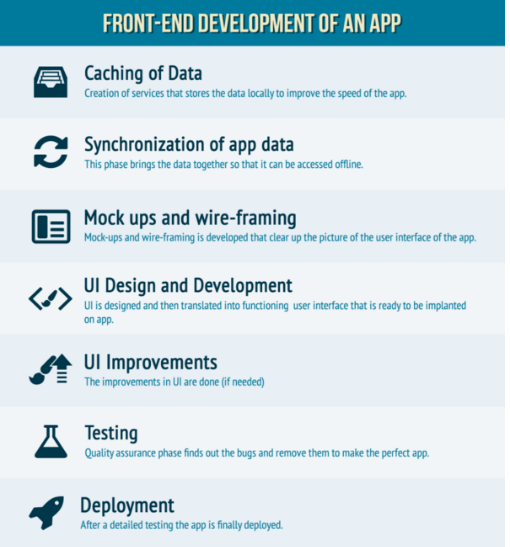 FRONT-END DEVELOPMENT OF AN APP
Caching of Data
Creation of services that stores the data locally to improve the speed of the app.
Synchronization of app data
This phase brings the data together so that it can be accessed offline.
Mock ups and wire-framing
Mock-ups and wire-framing is developed that clear up the picture of the user interface of the app.
UI Design and Development
UI is designed and then translated into functioning user interface that is ready to be implanted
on app.
UI Improvements
The improvements in UI are done (if needed)
Testing
Quality assurance phase finds out the bugs and remove them to make the perfect app.
Deployment
After a detailed testing the app is finally deployed.